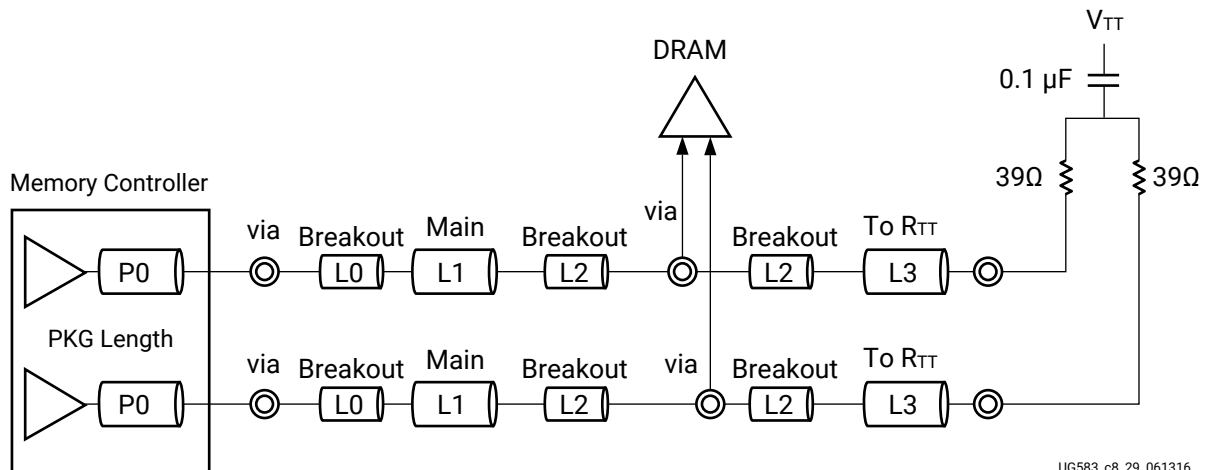 VTT
DRAM
0.1 µF
39Ω 39Ω
Memory Controller
via
via Breakout Main Breakout Breakout To RTT
P0 L0 L1 L2 L2 L3
PKG Length
via Breakout Main Breakout via Breakout To RTT
P0 L0 L1 L2 L2 L3
UG583_c8_29_061316